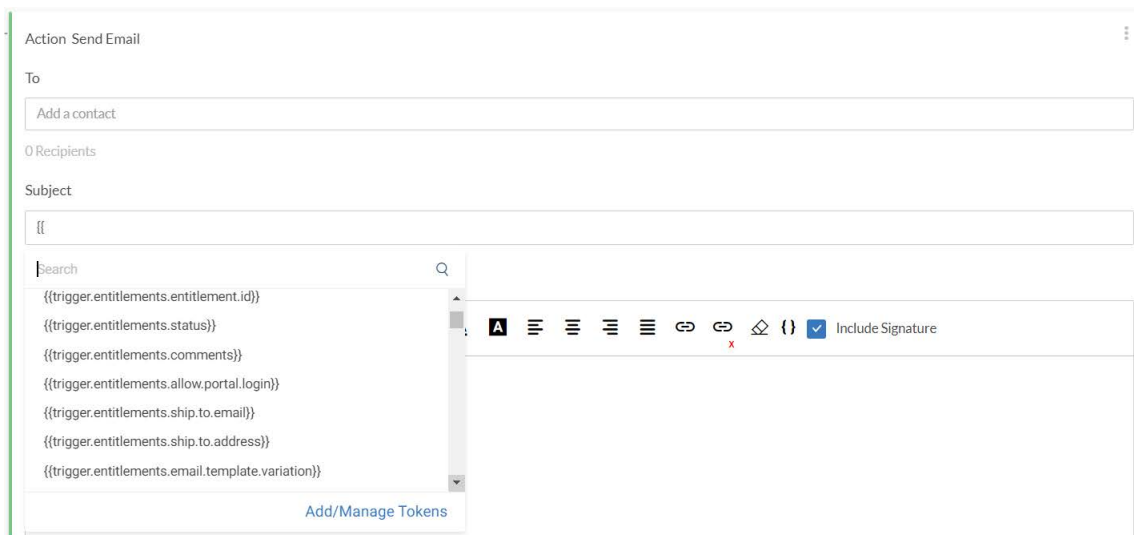 Action Send Email
To
Add a contact
0 Recipients
Subject
{{
Search
{{trigger.entitlements.entitlement.id}}
{{trigger.entitlements.status}}
{{trigger.entitlements.comments}}
{{trigger.entitlements.allow.portal.login}}
{{trigger.entitlements.ship.to.email}}
{{trigger.entitlements.ship.to.address}}
{{trigger.entitlements.email.template.variation}}
Add/Manage Tokens
A x {} Include Signature